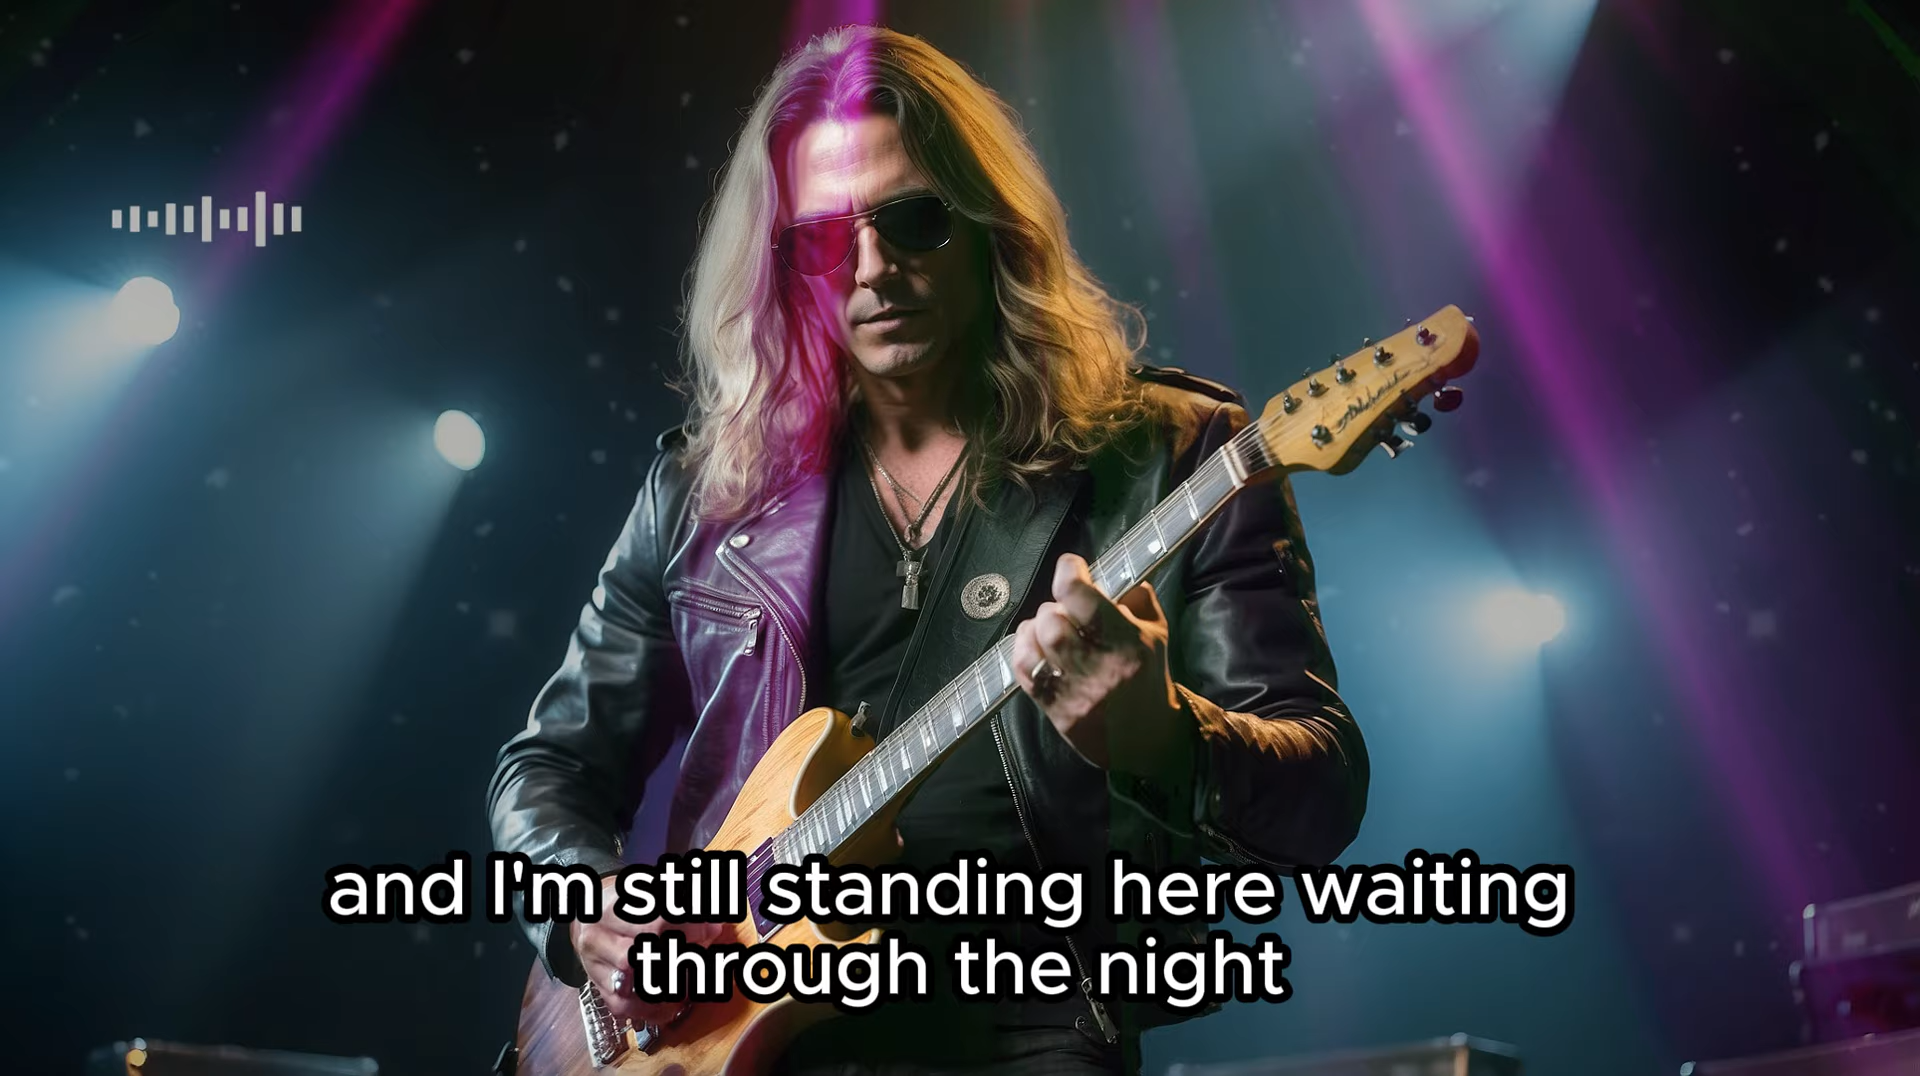 and I'm still standing here waiting
through the night